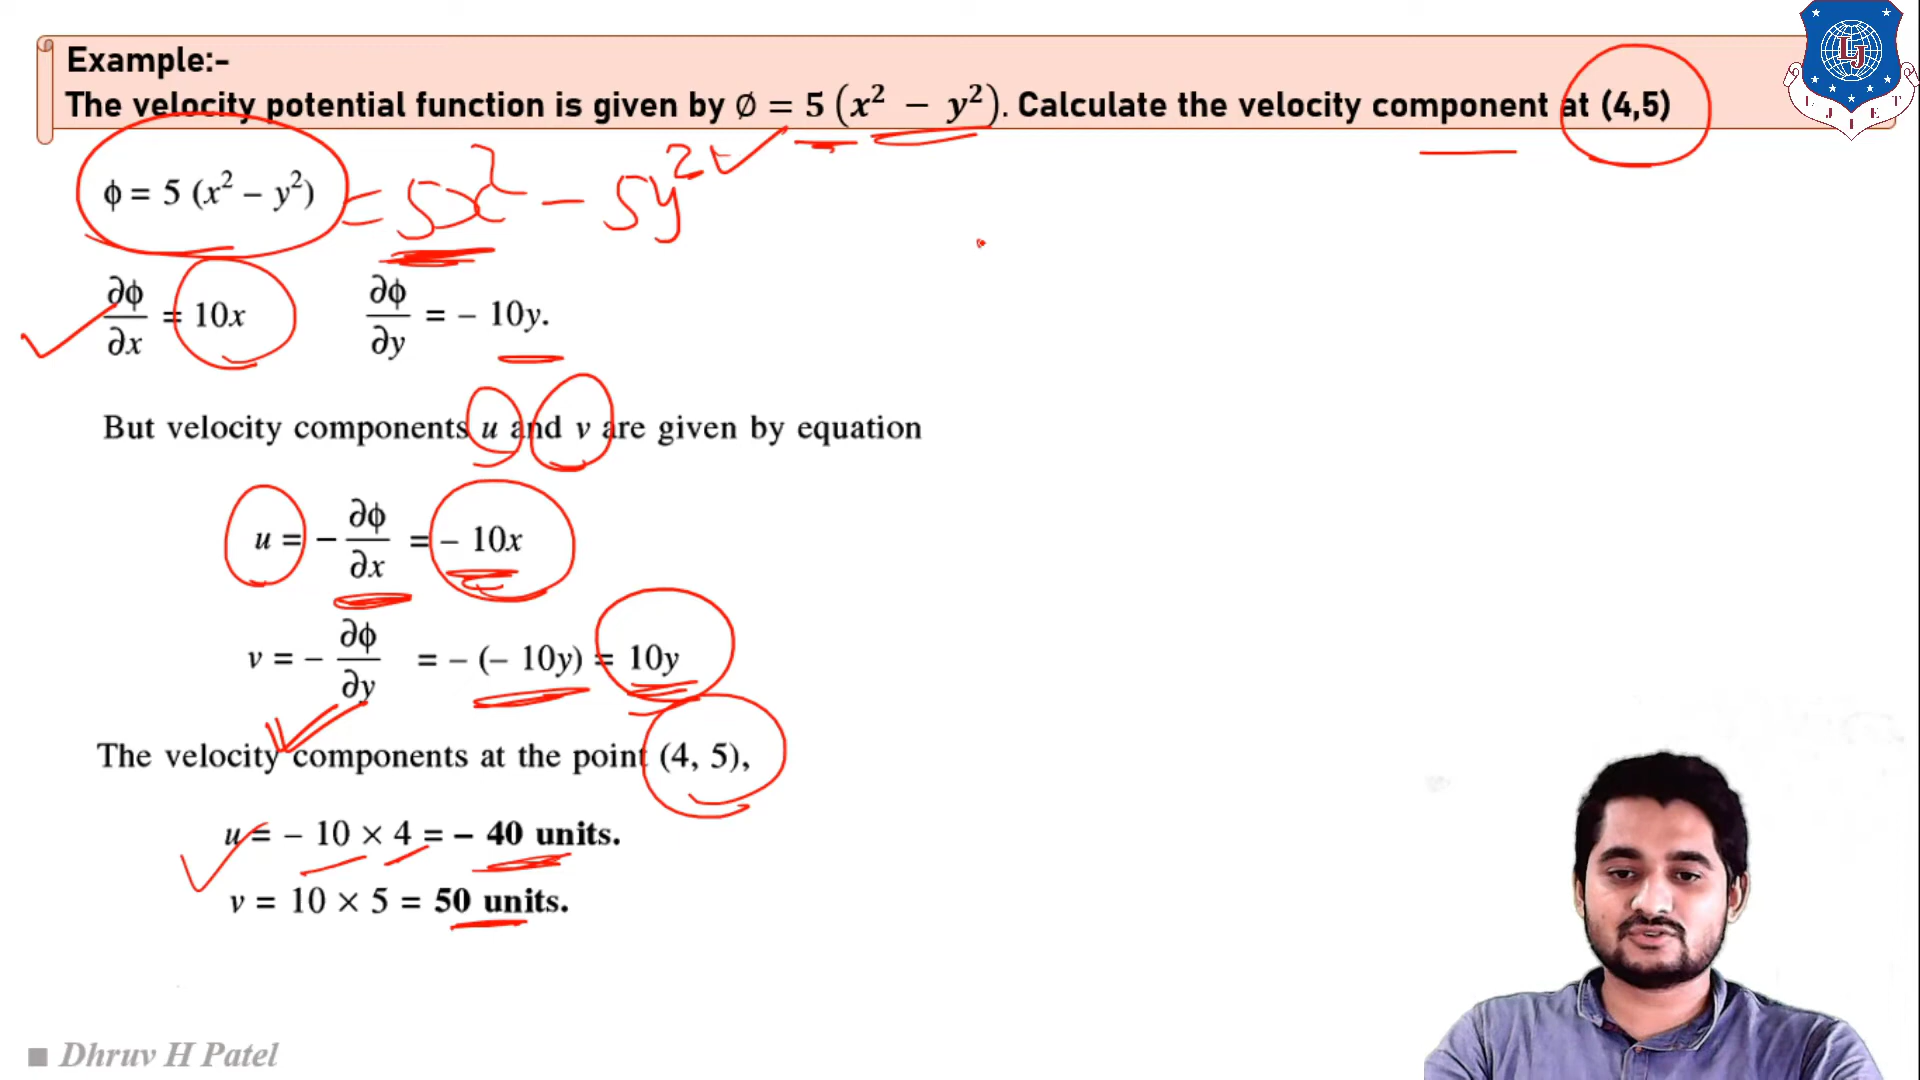 Example:-
The velocity potential function is given by ∅ = 5 (x² − y²). Calculate the velocity component at (4,5)
LJ
LJIET
ϕ = 5 (x² – y²) = 5x² − 5y²
∂ϕ/∂x = 10x ∂ϕ/∂y = – 10y.
But velocity components u and v are given by equation
u = – ∂ϕ/∂x = – 10x
v = – ∂ϕ/∂y = – (– 10y) = 10y
The velocity components at the point (4, 5),
u = – 10 × 4 = – 40 units.
v = 10 × 5 = 50 units.
■ Dhruv H Patel